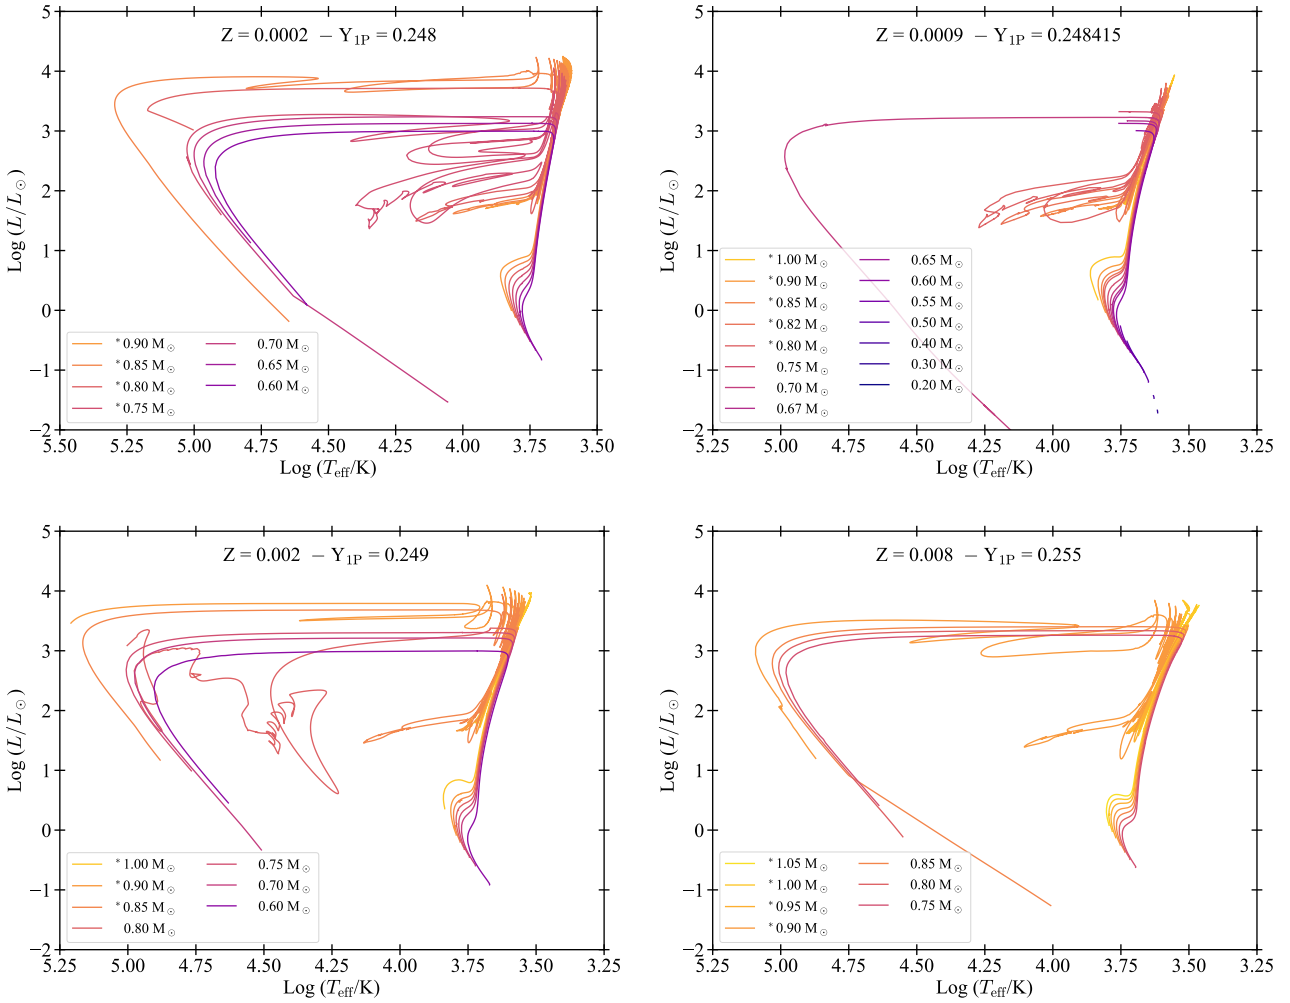 Z = 0.0002 − Y1P = 0.248
5
4
3
2
1
0
−1
−2
Log (L/L⊙)
*0.90 M⊙
*0.85 M⊙
*0.80 M⊙
*0.75 M⊙
0.70 M⊙
0.65 M⊙
0.60 M⊙
5.50 5.25 5.00 4.75 4.50 4.25 4.00 3.75 3.50
Log (Teff/K)
Z = 0.0009 − Y1P = 0.248415
5
4
3
2
1
0
−1
−2
Log (L/L⊙)
*1.00 M⊙
*0.90 M⊙
*0.85 M⊙
*0.82 M⊙
*0.80 M⊙
0.75 M⊙
0.70 M⊙
0.67 M⊙
0.65 M⊙
0.60 M⊙
0.55 M⊙
0.50 M⊙
0.40 M⊙
0.30 M⊙
0.20 M⊙
5.25 5.00 4.75 4.50 4.25 4.00 3.75 3.50 3.25
Log (Teff/K)
Z = 0.002 − Y1P = 0.249
5
4
3
2
1
0
−1
−2
Log (L/L⊙)
*1.00 M⊙
*0.90 M⊙
*0.85 M⊙
0.80 M⊙
0.75 M⊙
0.70 M⊙
0.60 M⊙
5.25 5.00 4.75 4.50 4.25 4.00 3.75 3.50 3.25
Log (Teff/K)
Z = 0.008 − Y1P = 0.255
5
4
3
2
1
0
−1
−2
Log (L/L⊙)
*1.05 M⊙
*1.00 M⊙
*0.95 M⊙
*0.90 M⊙
0.85 M⊙
0.80 M⊙
0.75 M⊙
5.25 5.00 4.75 4.50 4.25 4.00 3.75 3.50 3.25
Log (Teff/K)